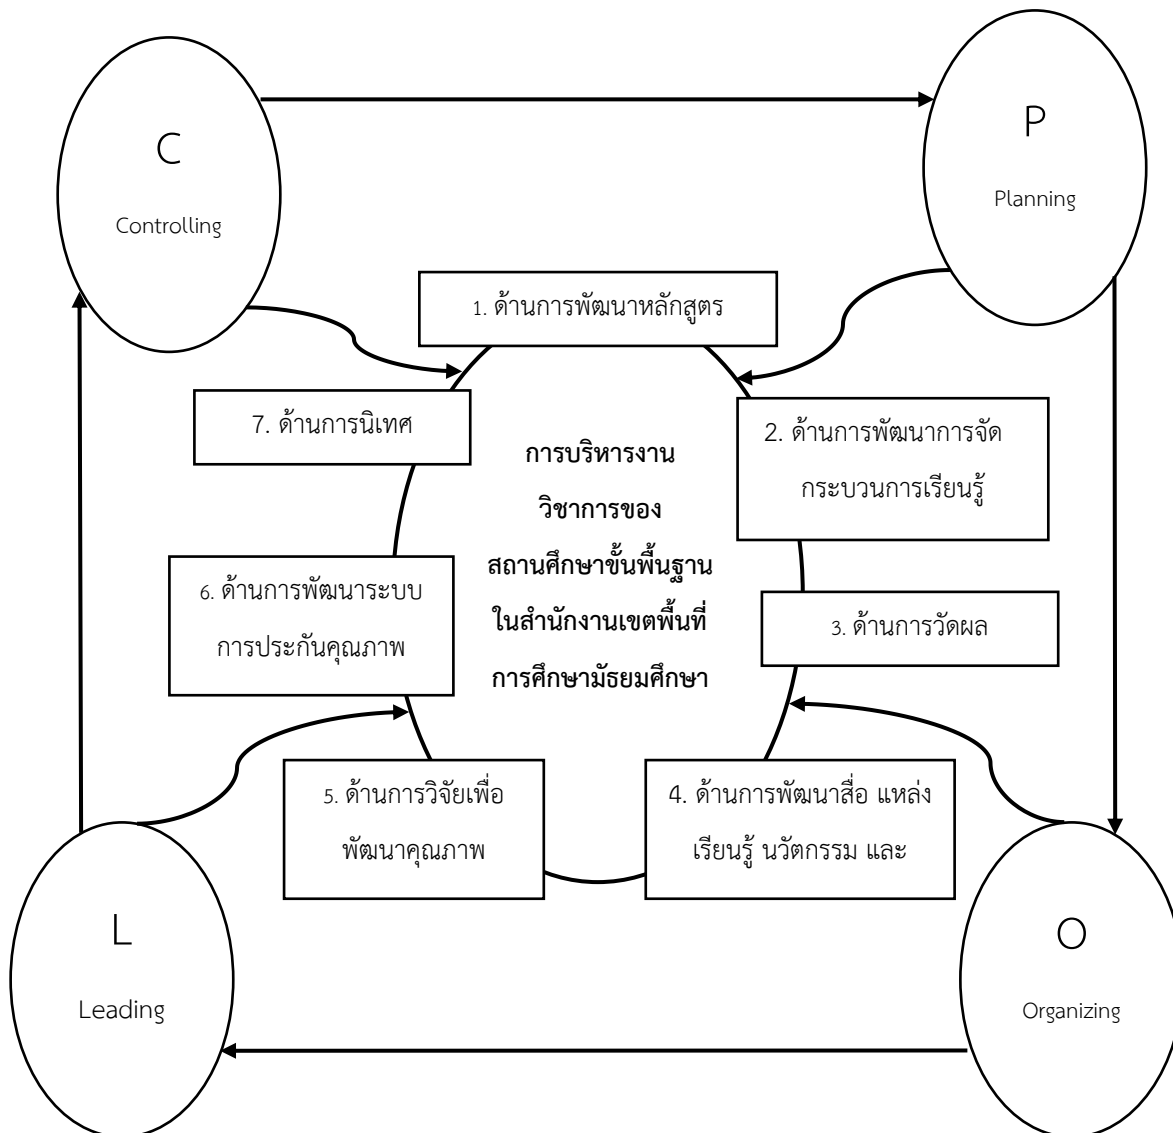 C
Controlling
P
Planning
1. ด้านการพัฒนาหลักสูตร
7. ด้านการนิเทศ
2. ด้านการพัฒนาการจัด
กระบวนการเรียนรู้
การบริหารงาน
วิชาการของ
สถานศึกษาขั้นพื้นฐาน
ในสำนักงานเขตพื้นที่
การศึกษามัธยมศึกษา
6. ด้านการพัฒนาระบบ
การประกันคุณภาพ
3. ด้านการวัดผล
5. ด้านการวิจัยเพื่อ
พัฒนาคุณภาพ
4. ด้านการพัฒนาสื่อ แหล่ง
เรียนรู้ นวัตกรรม และ
L
Leading
O
Organizing